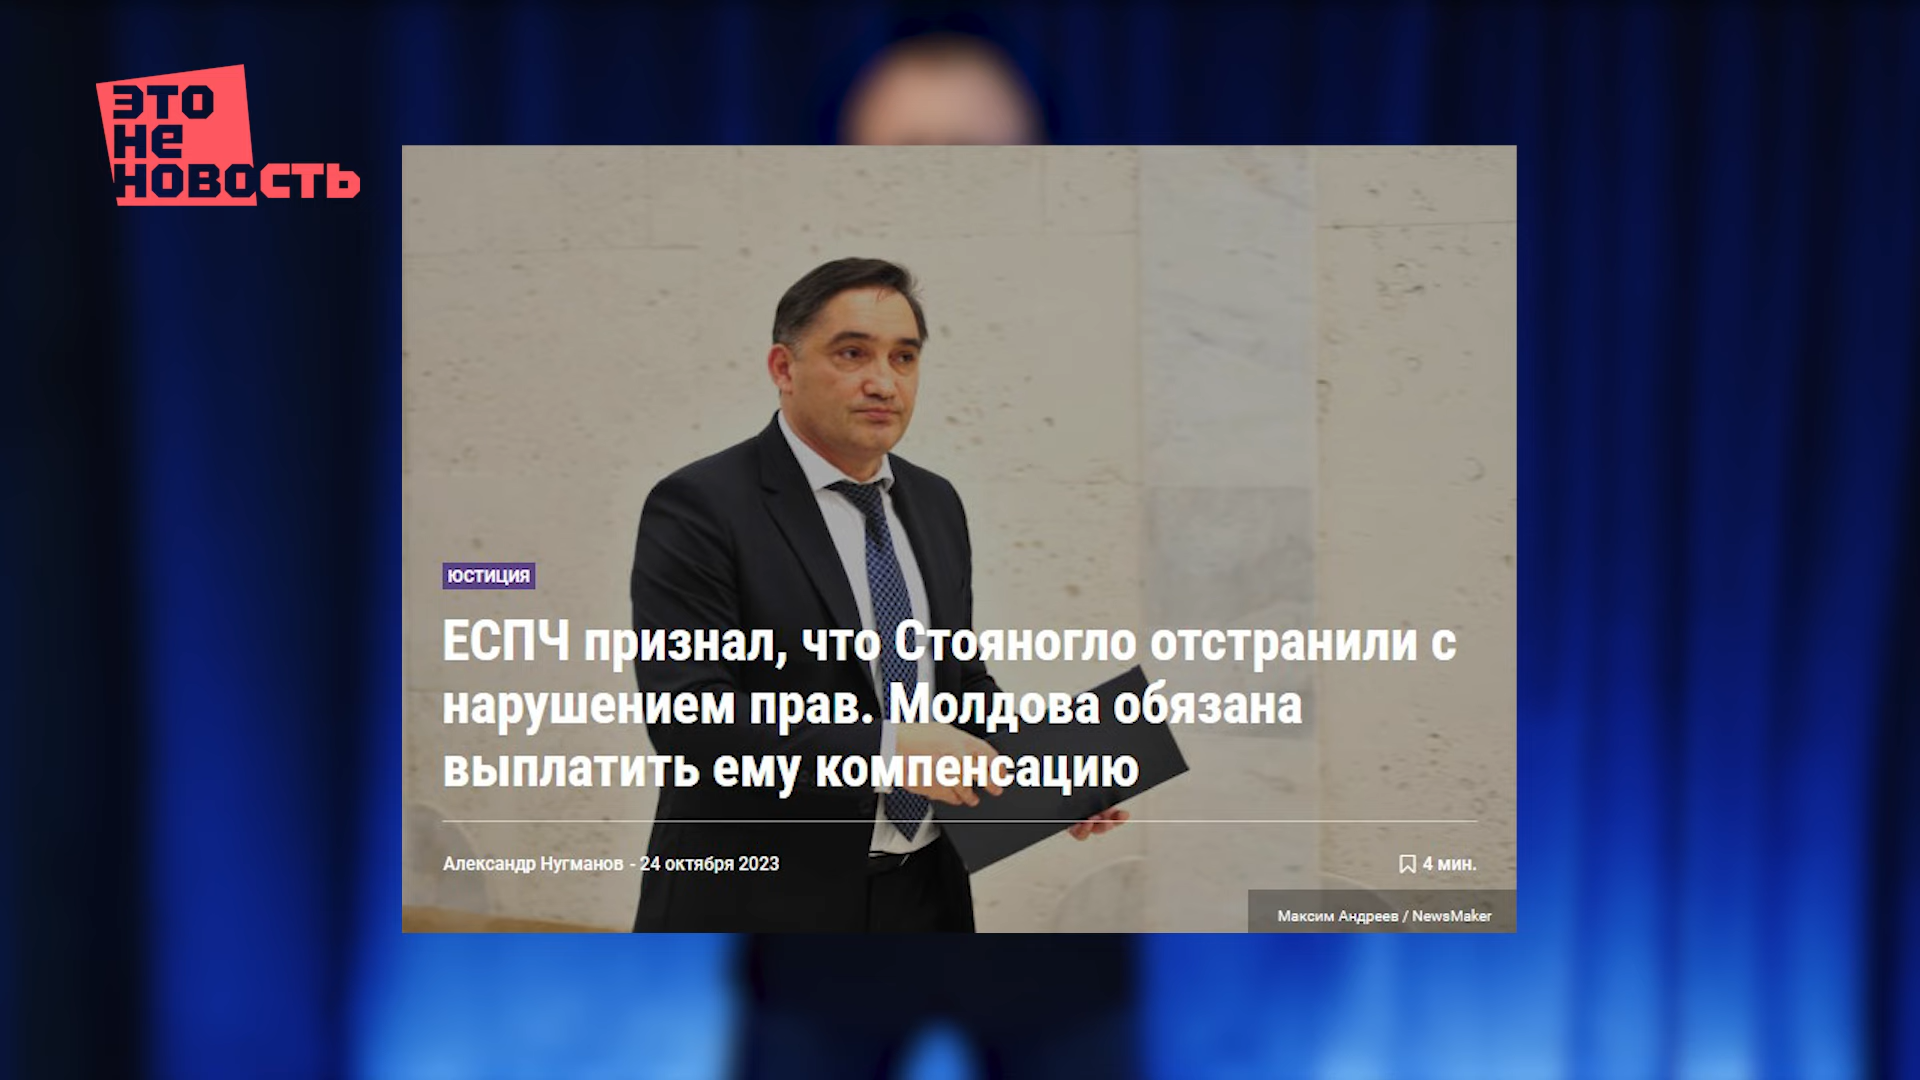 ЭТО
НЕ
НОВОСТЬ
ЮСТИЦИЯ
ЕСПЧ признал, что Стояногло отстранили с
нарушением прав. Молдова обязана
выплатить ему компенсацию
Александр Нугманов - 24 октября 2023
4 мин.
Максим Андреев / NewsMaker